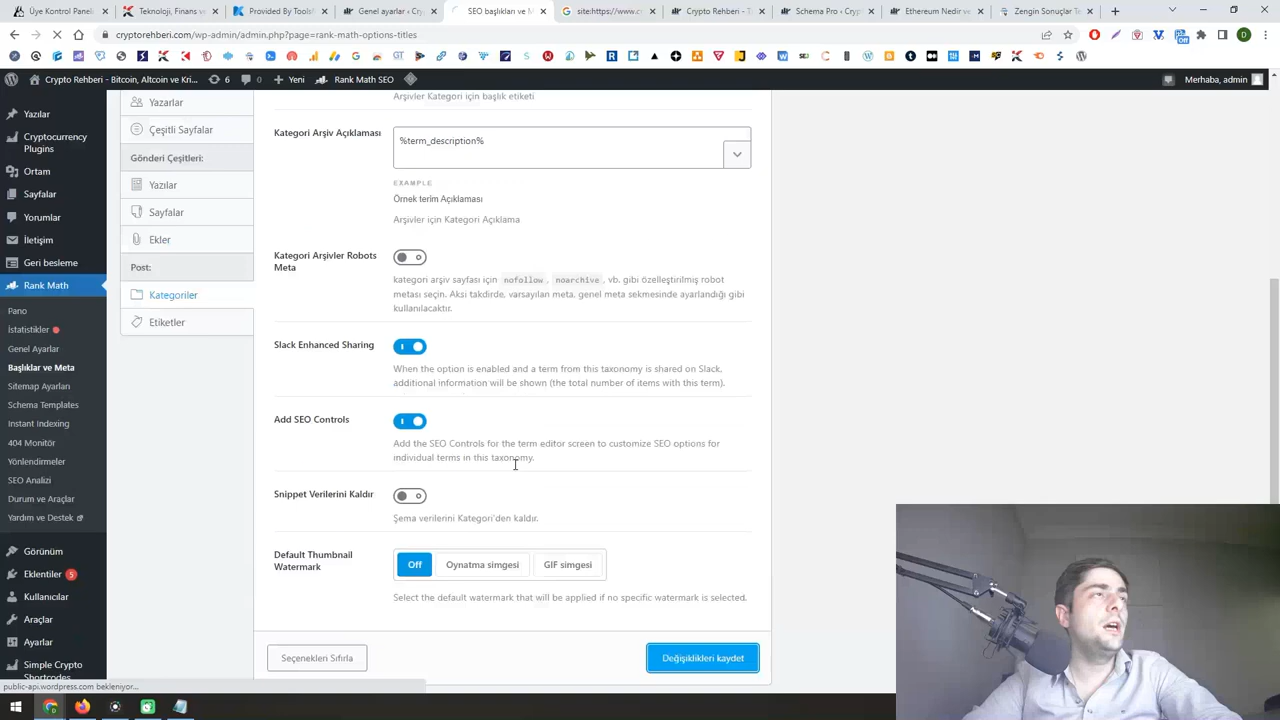 Teknoloji, Finans v
K
Provided By Tools
Google
SEO başlıkları ve M
site:https://www.c
Crypto Rehberi - T
Schema Pro - Cry
Ethereum Nedir v
Zengin Sonuçlar Te
cryptorehberi.com/wp-admin/admin.php?page=rank-math-options-titles
Crypto Rehberi - Bitcoin, Altcoin ve Kri...
6
0
Yeni
Rank Math SEO
Merhaba, admin
Yazılar
Cryptocurrency
Plugins
Ortam
Sayfalar
Yorumlar
İletişim
Geri besleme
Rank Math
Pano
İstatistikler
Genel Ayarlar
Başlıklar ve Meta
Sitemap Ayarları
Schema Templates
Instant Indexing
404 Monitör
Yönlendirmeler
SEO Analizi
Durum ve Araçlar
Yardım ve Destek
Görünüm
Eklentiler 5
Kullanıcılar
Araçlar
Ayarlar
Simple Crypto
Yazarlar
Çeşitli Sayfalar
Gönderi Çeşitleri:
Yazılar
Sayfalar
Ekler
Post:
Kategoriler
Etiketler
Arşivler Kategori için başlık etiketi
Kategori Arşiv Açıklaması
%term_description%
EXAMPLE
Örnek terim Açıklaması
Arşivler için Kategori Açıklama
Kategori Arşivler Robots
Meta
kategori arşiv sayfası için nofollow, noarchive, vb. gibi özelleştirilmiş robot
metası seçin. Aksi takdirde, varsayılan meta, genel meta sekmesinde ayarlandığı gibi
kullanılacaktır.
Slack Enhanced Sharing
When the option is enabled and a term from this taxonomy is shared on Slack,
additional information will be shown (the total number of items with this term).
Add SEO Controls
Add the SEO Controls for the term editor screen to customize SEO options for
individual terms in this taxonomy.
Snippet Verilerini Kaldır
Şema verilerini Kategori'den kaldır.
Default Thumbnail
Watermark
Off
Oynatma simgesi
GIF simgesi
Select the default watermark that will be applied if no specific watermark is selected.
Seçenekleri Sıfırla
Değişiklikleri kaydet
public-api.wordpress.com bekleniyor...